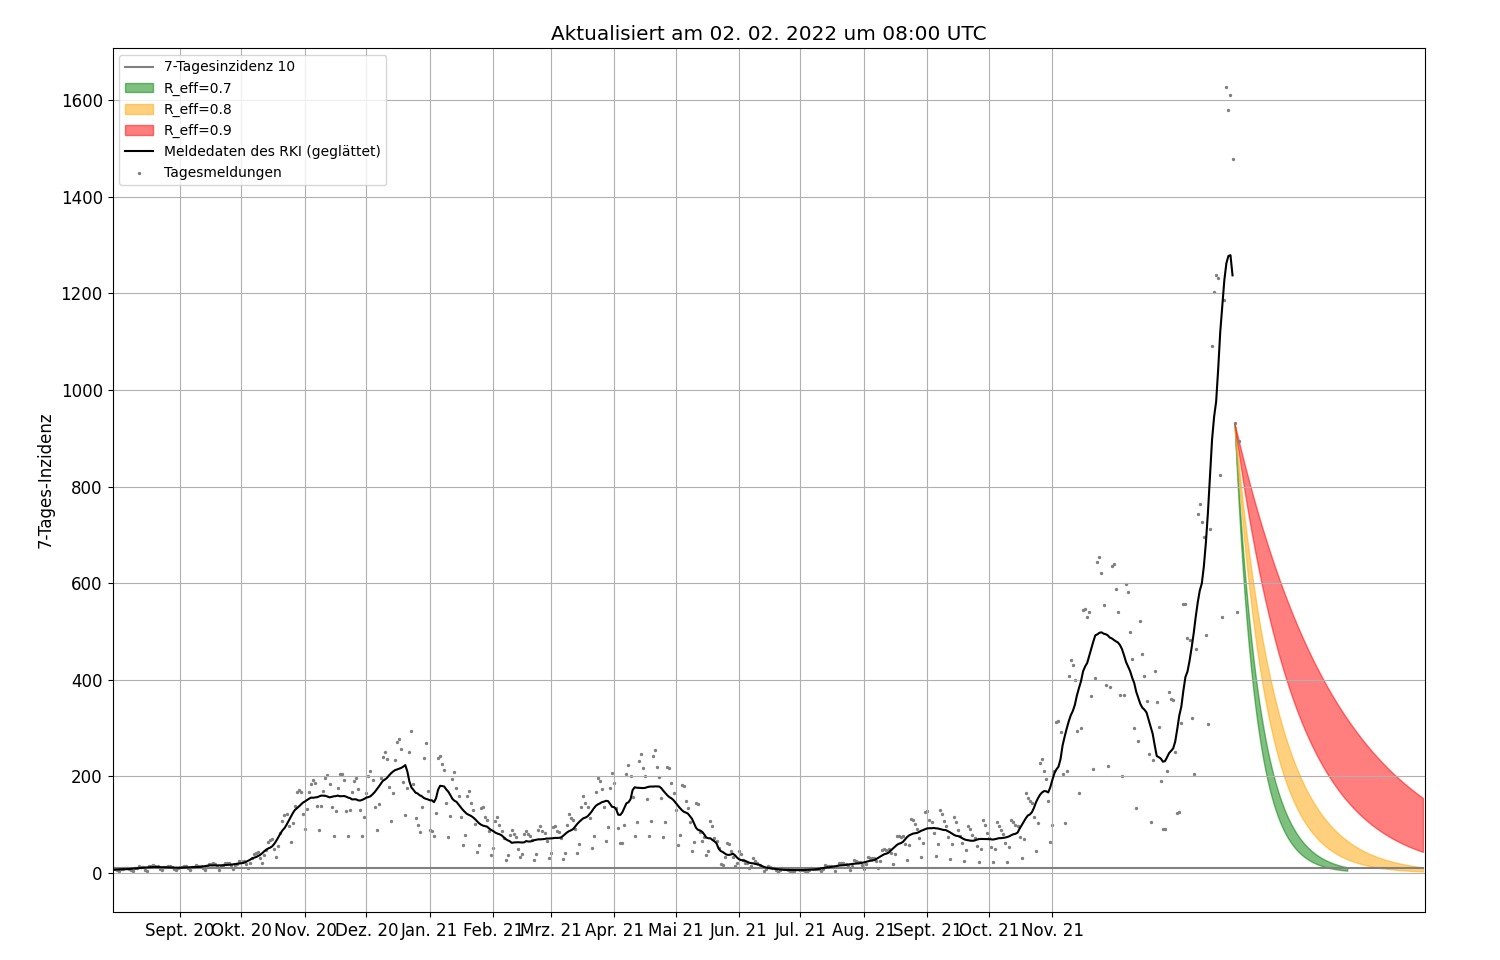 Aktualisiert am 02. 02. 2022 um 08:00 UTC
7-Tagesinzidenz 10
R_eff=0.7
R_eff=0.8
R_eff=0.9
Meldedaten des RKI (geglättet)
Tagesmeldungen
7-Tages-Inzidenz
1600
1400
1200
1000
800
600
400
200
0
Sept. 20 Okt. 20 Nov. 20 Dez. 20 Jan. 21 Feb. 21 Mrz. 21 Apr. 21 Mai 21 Jun. 21 Jul. 21 Aug. 21 Sept. 21 Oct. 21 Nov. 21